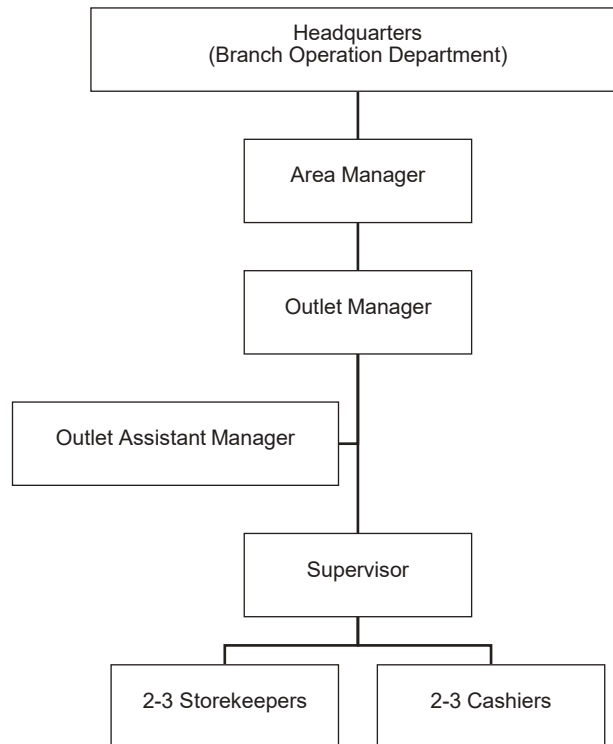 Headquarters
(Branch Operation Department)
Area Manager
Outlet Manager
Outlet Assistant Manager
Supervisor
2-3 Storekeepers
2-3 Cashiers